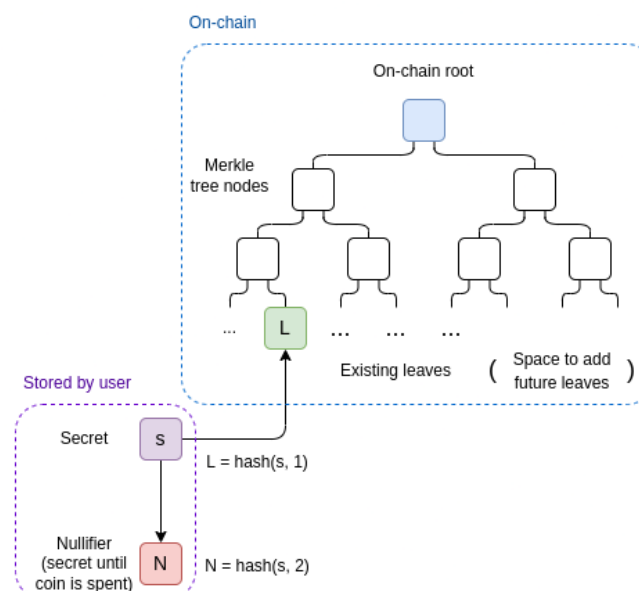 On-chain
On-chain root
Merkle
tree nodes
...
L
...
...
...
Existing leaves
( Space to add
future leaves )
Stored by user
Secret
s
L = hash(s, 1)
Nullifier
(secret until
coin is spent)
N
N = hash(s, 2)